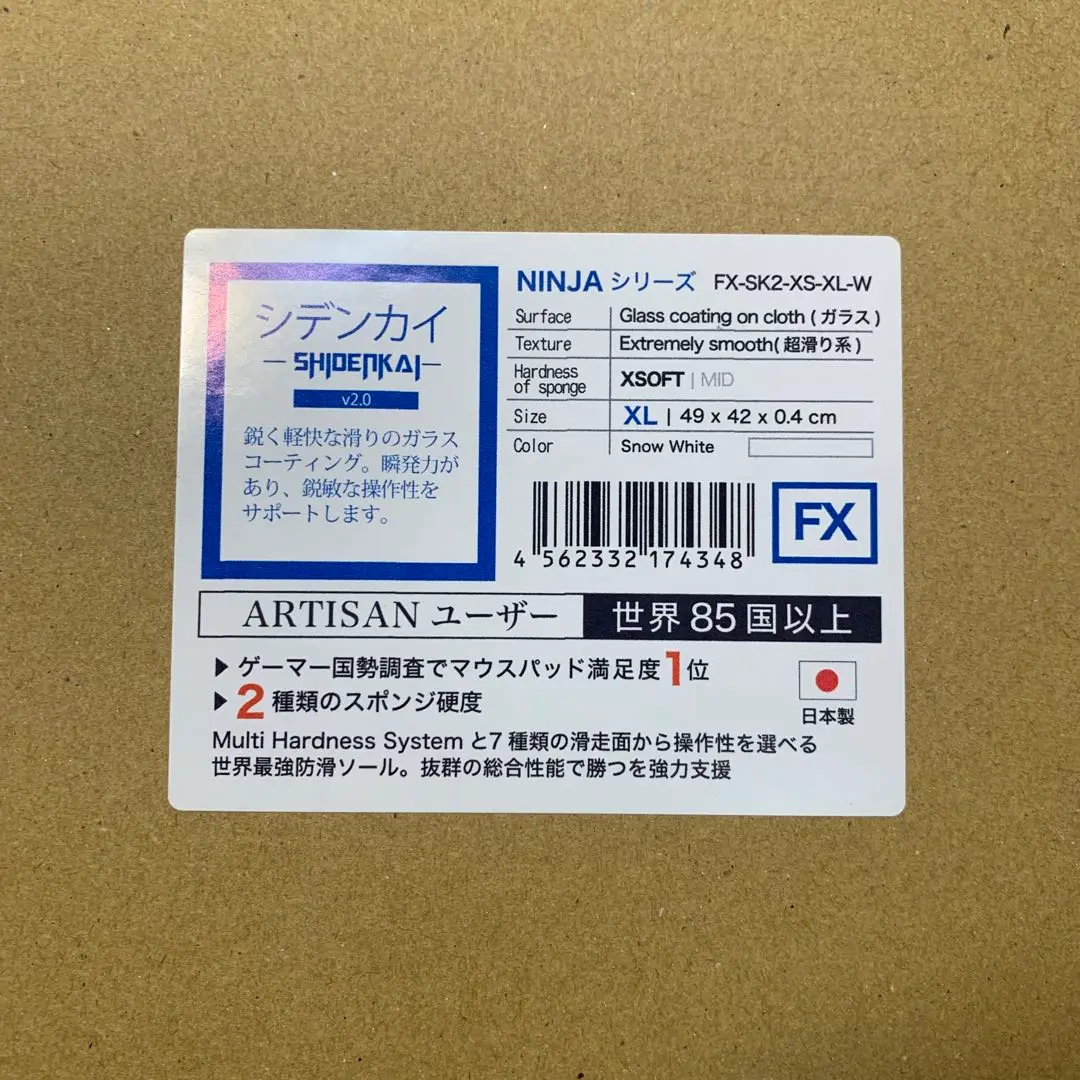 シデンカイ
SHIDENKAI
v2.0
鋭く軽快な滑りのガラス
コーティング。瞬発力が
あり、鋭敏な操作性を
サポートします。
NINJA シリーズ FX-SK2-XS-XL-W
Surface Glass coating on cloth ( ガラス )
Texture Extremely smooth( 超滑り系 )
Hardness
of sponge XSOFT | MID
Size XL | 49 x 42 x 0.4 cm
Color Snow White
4 562332 174348
FX
ARTISAN ユーザー 世界 85 国以上
▶ ゲーマー国勢調査でマウスパッド満足度1位
▶ 2 種類のスポンジ硬度
日本製
Multi Hardness System と7 種類の滑走面から操作性を選べる
世界最強防滑ソール。抜群の総合性能で勝つを強力支援